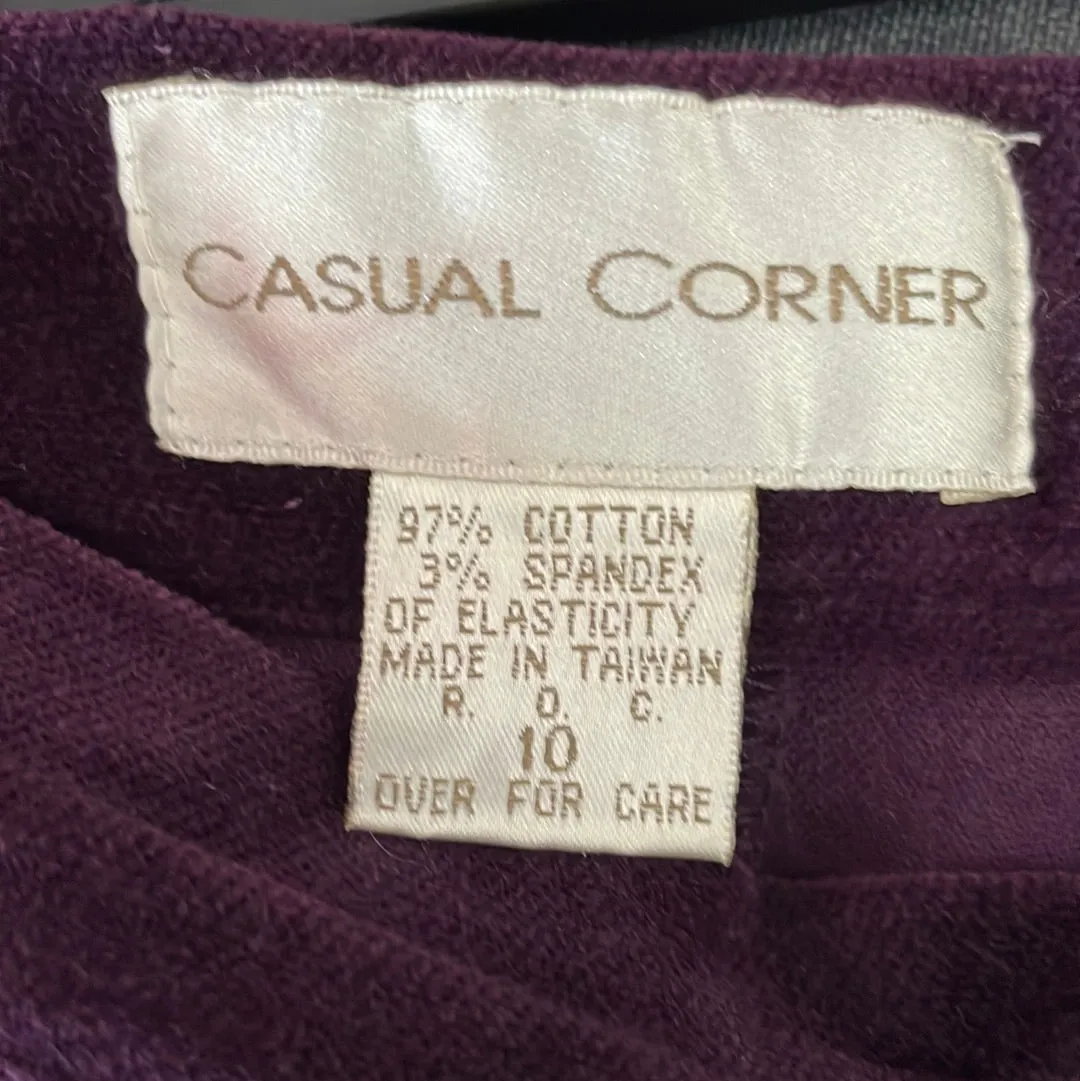 CASUAL CORNER
97% COTTON
3% SPANDEX
OF ELASTICITY
MADE IN TAIWAN
R. O. C.
10
OVER FOR CARE